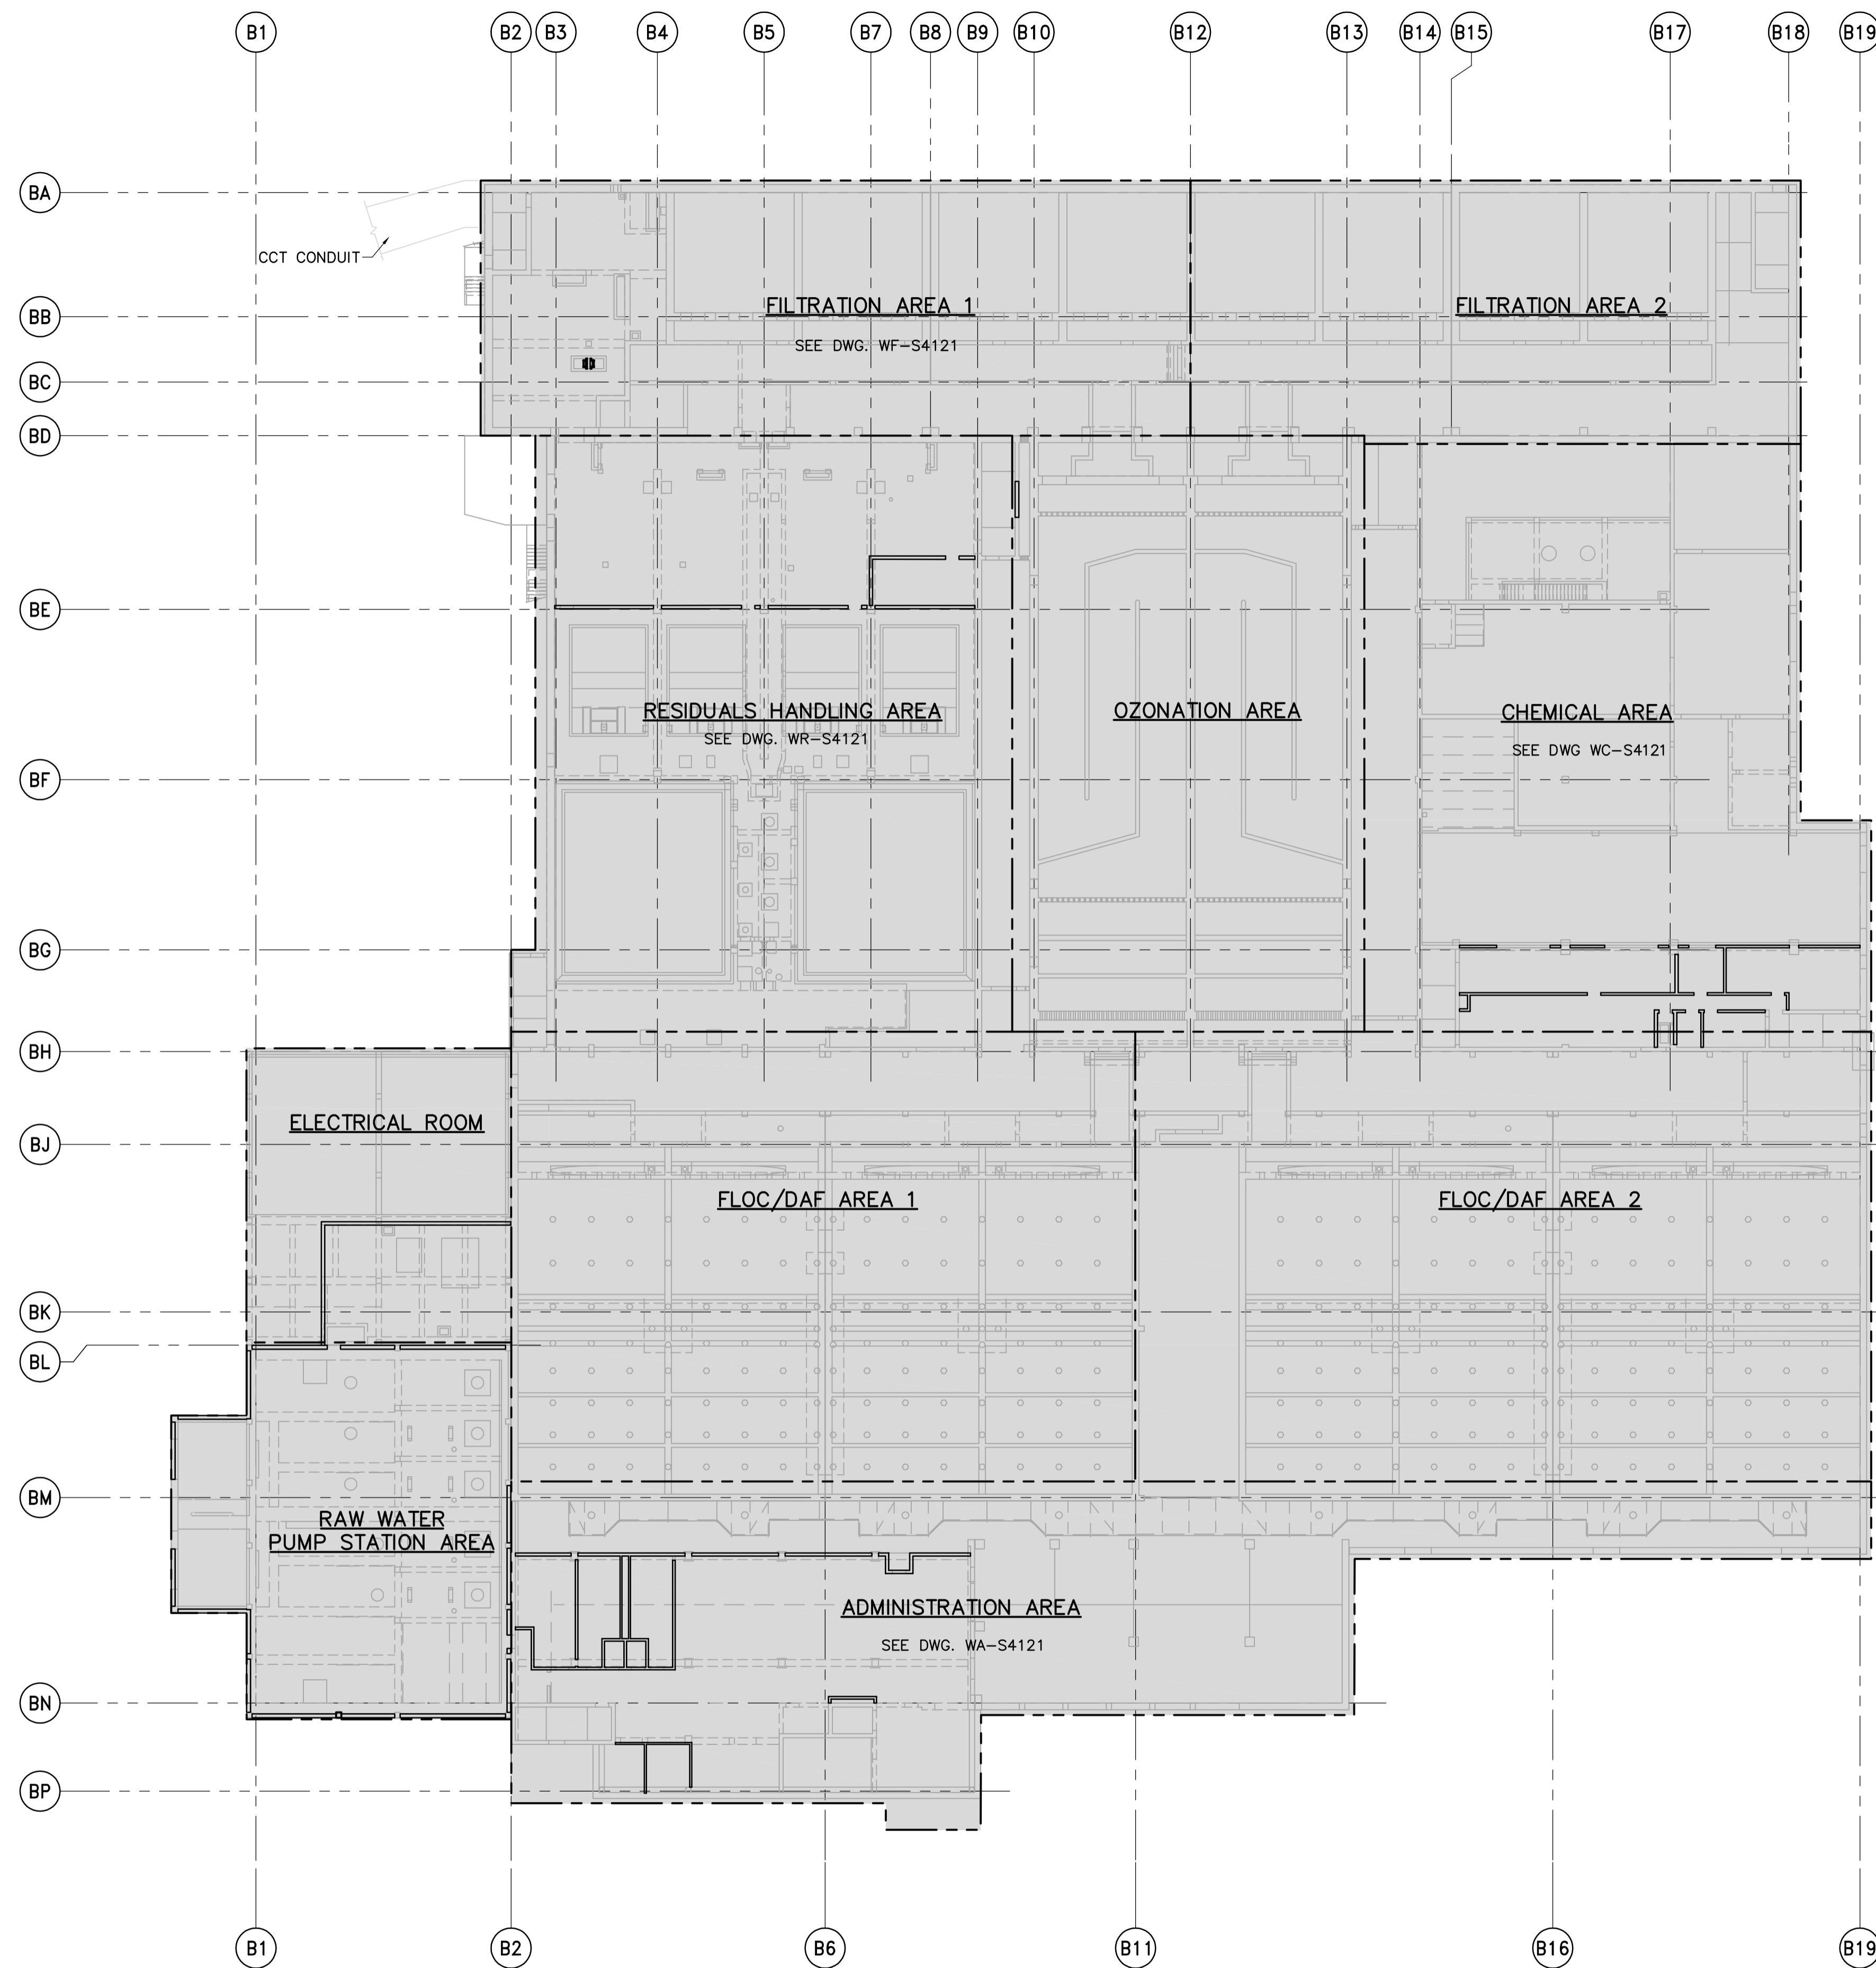 B1
B2
B3
B4
B5
B7
B8
B9
B10
B12
B13
B14
B15
B17
B18
B19
BA
CCT CONDUIT
BB
FILTRATION AREA 1
FILTRATION AREA 2
SEE DWG. WF-S4121
BC
BD
BE
RESIDUALS HANDLING AREA
SEE DWG. WR-S4121
OZONATION AREA
CHEMICAL AREA
SEE DWG WC-S4121
BF
BG
BH
ELECTRICAL ROOM
BJ
FLOC/DAF AREA 1
FLOC/DAF AREA 2
BK
BL
BM
RAW WATER
PUMP STATION AREA
ADMINISTRATION AREA
SEE DWG. WA-S4121
BN
BP
B1
B2
B6
B11
B16
B19